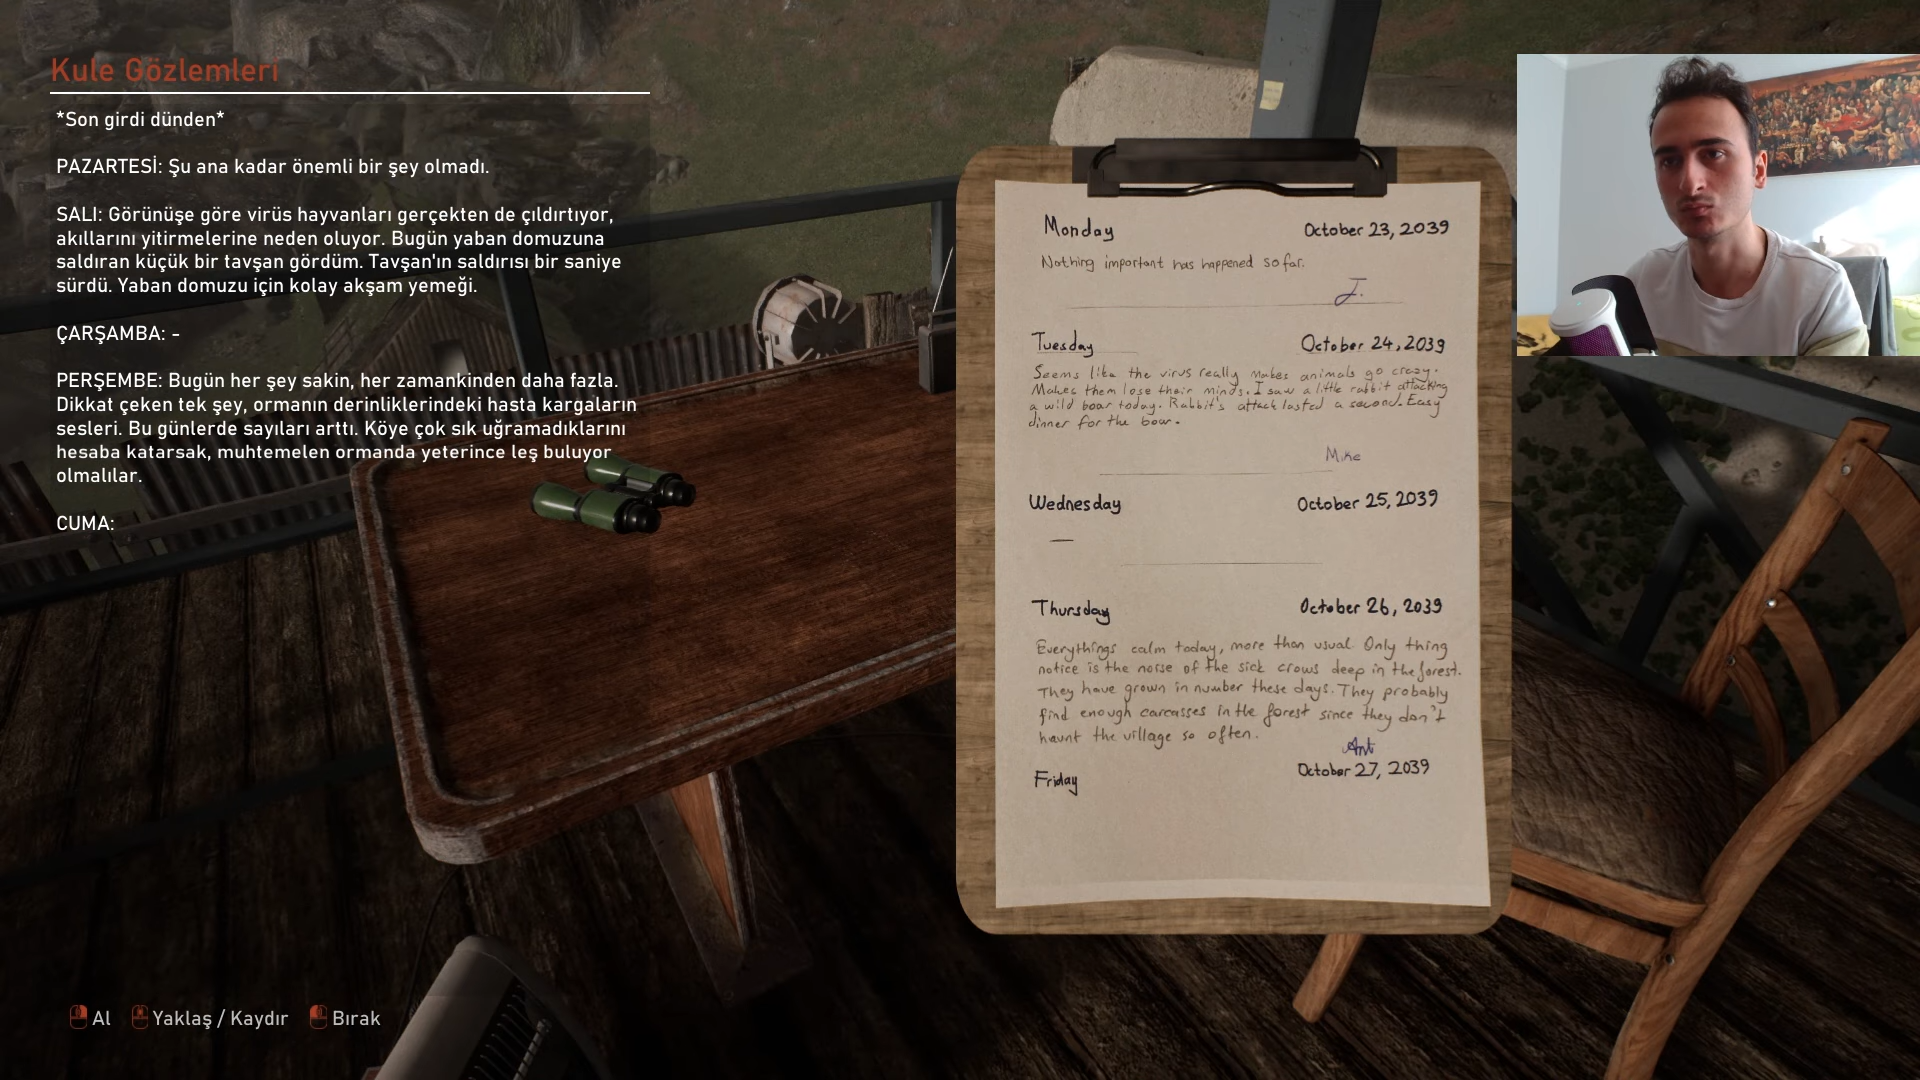 Kule Gözlemleri
*Son girdi dünden*
PAZARTESİ: Şu ana kadar önemli bir şey olmadı.
SALI: Görünüşe göre virüs hayvanları gerçekten de çıldırtıyor,
akıllarını yitirmelerine neden oluyor. Bugün yaban domuzuna
saldıran küçük bir tavşan gördüm. Tavşan'ın saldırısı bir saniye
sürdü. Yaban domuzu için kolay akşam yemeği.
ÇARŞAMBA: -
PERŞEMBE: Bugün her şey sakin, her zamankinden daha fazla.
Dikkat çeken tek şey, ormanın derinliklerindeki hasta kargaların
sesleri. Bu günlerde sayıları arttı. Köye çok sık uğramadıklarını
hesaba katarsak, muhtemelen ormanda yeterince leş buluyor
olmalılar.
CUMA:
Al Yaklaş / Kaydır Bırak
Monday October 23, 2039
Nothing important has happened so far.
J.
Tuesday October 24, 2039
Seems like the virus really makes animals go crazy.
Makes them lose their minds. I saw a little rabbit attacking
a wild boar today. Rabbit's attack lasted a second. Easy
dinner for the boar.
Mike
Wednesday October 25, 2039
—
Thursday October 26, 2039
Everythings calm today, more than usual. Only thing
notice is the noise of the sick crows deep in the forest.
They have grown in number these days. They probably
find enough carcasses in the forest since they don't
haunt the village so often.
Ant
Friday October 27, 2039